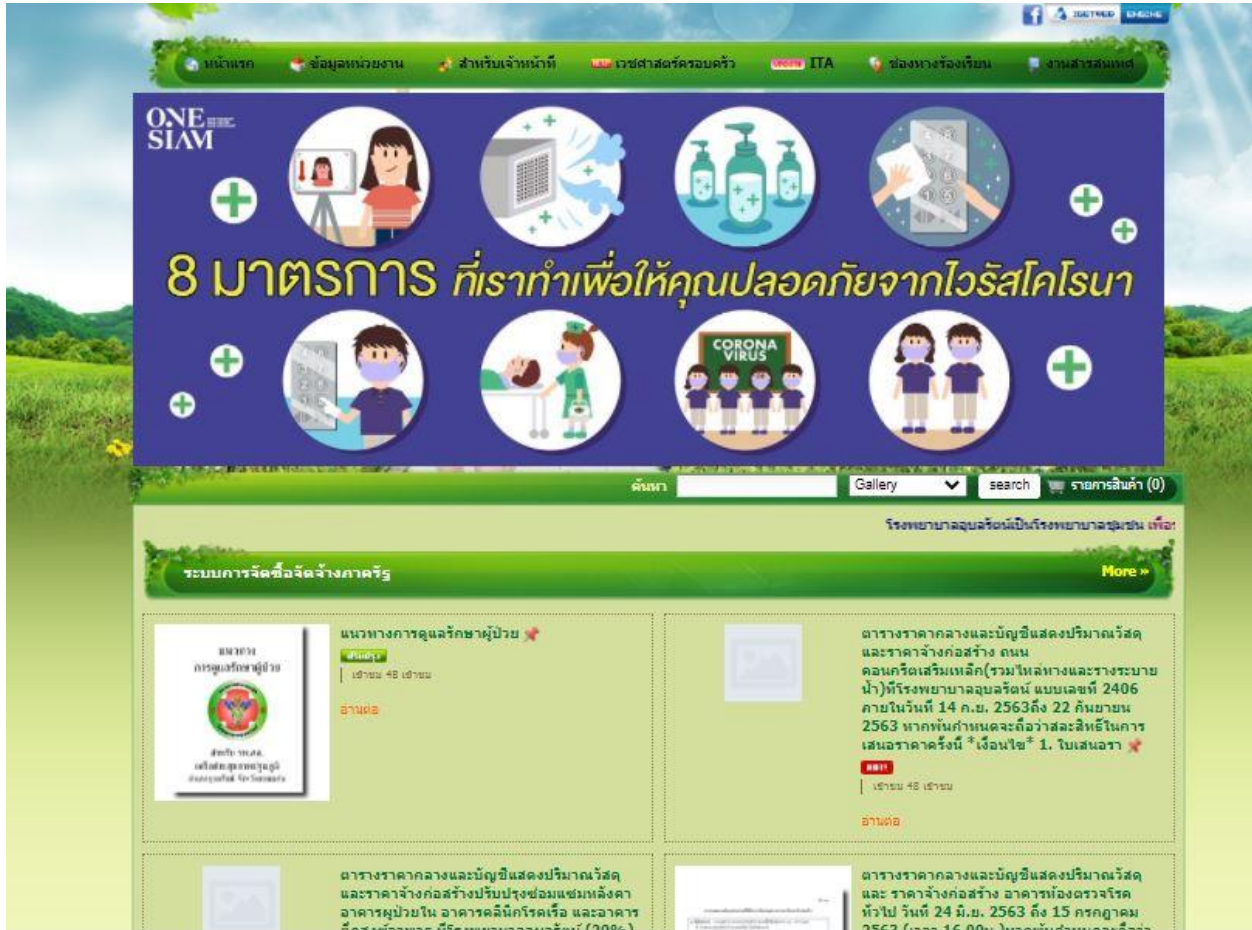 หน้าแรก
ข้อมูลหน่วยงาน
สำหรับเจ้าหน้าที่
เวชศาสตร์ครอบครัว
ITA
ช่องทางร้องเรียน
งานสารสนเทศ
ONE
SIAM
8 มาตรการ ที่เราทำเพื่อให้คุณปลอดภัยจากไวรัสโคโรนา
CORONA
VIRUS
ค้นหา
Gallery
search
รายการสินค้า (0)
โรงพยาบาลอุบลรัตน์เป็นโรงพยาบาลชุมชน
ระบบการจัดซื้อจัดจ้างภาครัฐ
More »
แนวทางการดูแลรักษาผู้ป่วย
เข้าชม 48 เข้าชม
อ่านต่อ
แนวทาง
การดูแลรักษาผู้ป่วย
สำหรับ รพ.สต.
ตารางราคากลางและบัญชีแสดงปริมาณวัสดุ
และราคาจ้างก่อสร้าง ถนน
คอนกรีตเสริมเหล็ก(รวมไหล่ทางและรางระบาย
น้ำ)ที่โรงพยาบาลอุบลรัตน์ แบบเลขที่ 2406
ภายในวันที่ 14 ก.ย. 2563ถึง 22 กันยายน
2563 หากพ้นกำหนดจะถือว่าสละสิทธิ์ในการ
เสนอราคาครั้งนี้ *เงื่อนไข* 1. ใบเสนอรา
เข้าชม 48 เข้าชม
อ่านต่อ
ตารางราคากลางและบัญชีแสดงปริมาณวัสดุ
และราคาจ้างก่อสร้างปรับปรุงซ่อมแซมหลังคา
อาคารผู้ป่วยใน อาคารคลินิกโรคเรื้อ และอาคาร
ตารางราคากลางและบัญชีแสดงปริมาณวัสดุ
และ ราคาจ้างก่อสร้าง อาคารห้องตรวจโรค
ทั่วไป วันที่ 24 มิ.ย. 2563 ถึง 15 กรกฎาคม